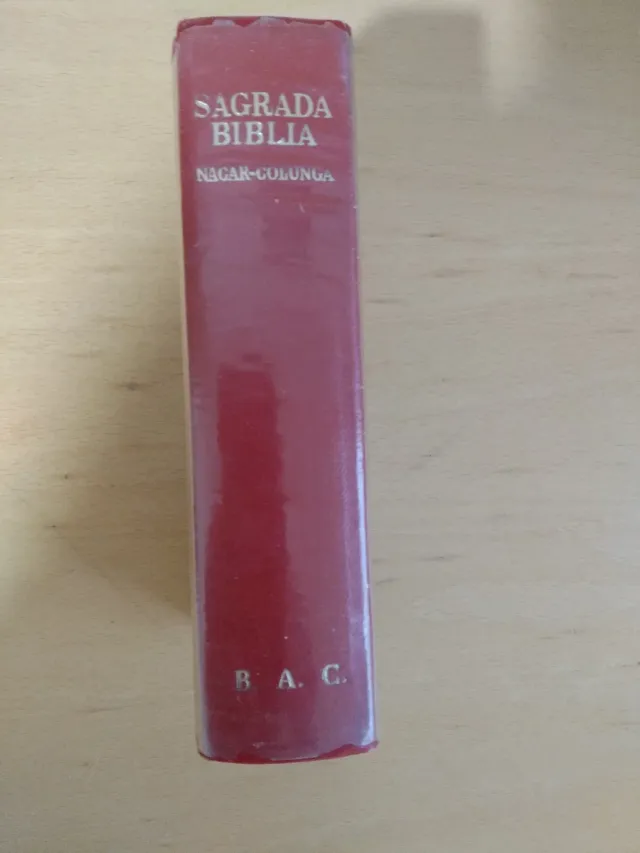 SAGRADA
BIBLIA
NACAR-COLUNGA
B. A. C.